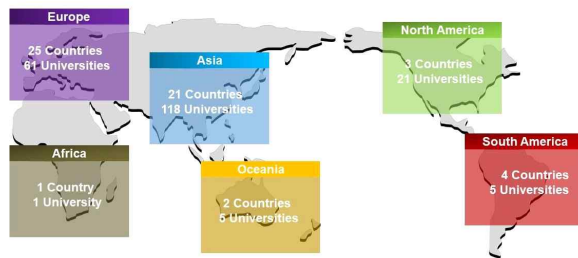 Europe
25 Countries
61 Universities
Asia
21 Countries
118 Universities
North America
3 Countries
21 Universities
Africa
1 Country
1 University
Oceania
2 Countries
5 Universities
South America
4 Countries
5 Universities